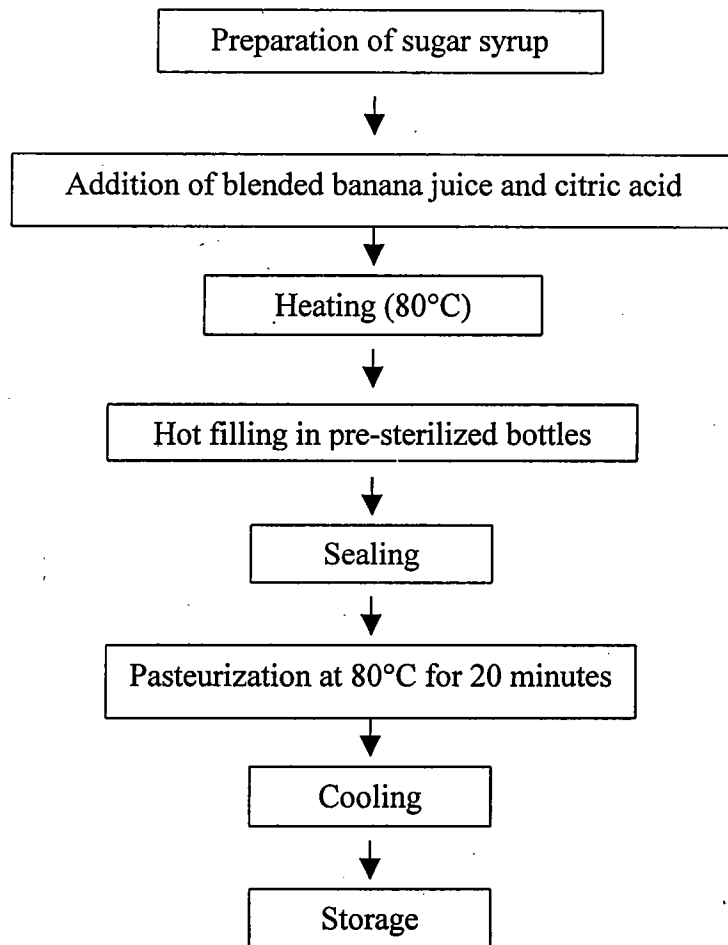 Preparation of sugar syrup
Addition of blended banana juice and citric acid
Heating (80°C)
Hot filling in pre-sterilized bottles
Sealing
Pasteurization at 80°C for 20 minutes
Cooling
Storage